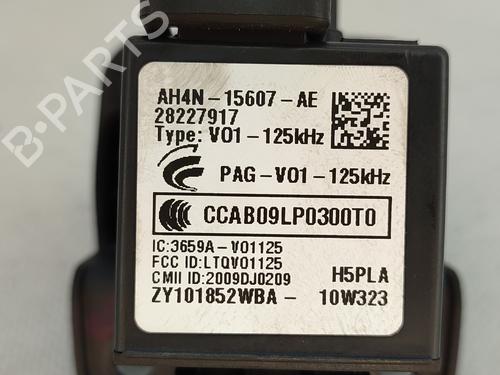 B-PARTS
AH4N-15607-AE
28227917
Type: V01-125kHz
PAG-V01-125kHz
CCAB09LP0300T0
IC:3659A-V01125
FCC ID:LTQV01125
CMII ID:2009DJ0209
H5PLA
ZY101852WBA- 10W323